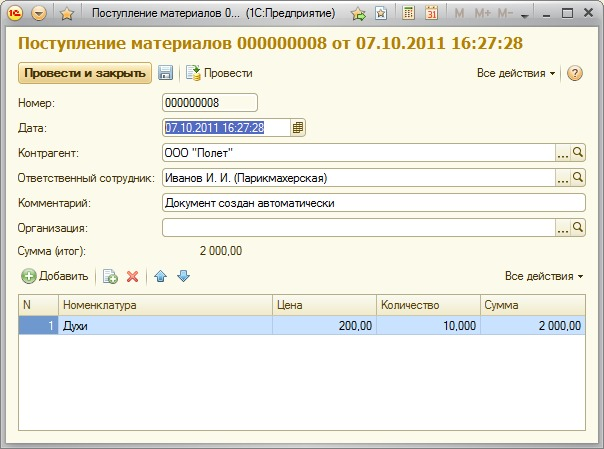 Поступление материалов 0... (1С:Предприятие)
M M+ M-
Поступление материалов 000000008 от 07.10.2011 16:27:28
Провести и закрыть Провести Все действия
Номер: 000000008
Дата: 07.10.2011 16:27:28
Контрагент: ООО "Полет"
Ответственный сотрудник: Иванов И. И. (Парикмахерская)
Комментарий: Документ создан автоматически
Организация:
Сумма (итог): 2 000,00
Добавить Все действия
N Номенклатура Цена Количество Сумма
1 Духи 200,00 10,000 2 000,00